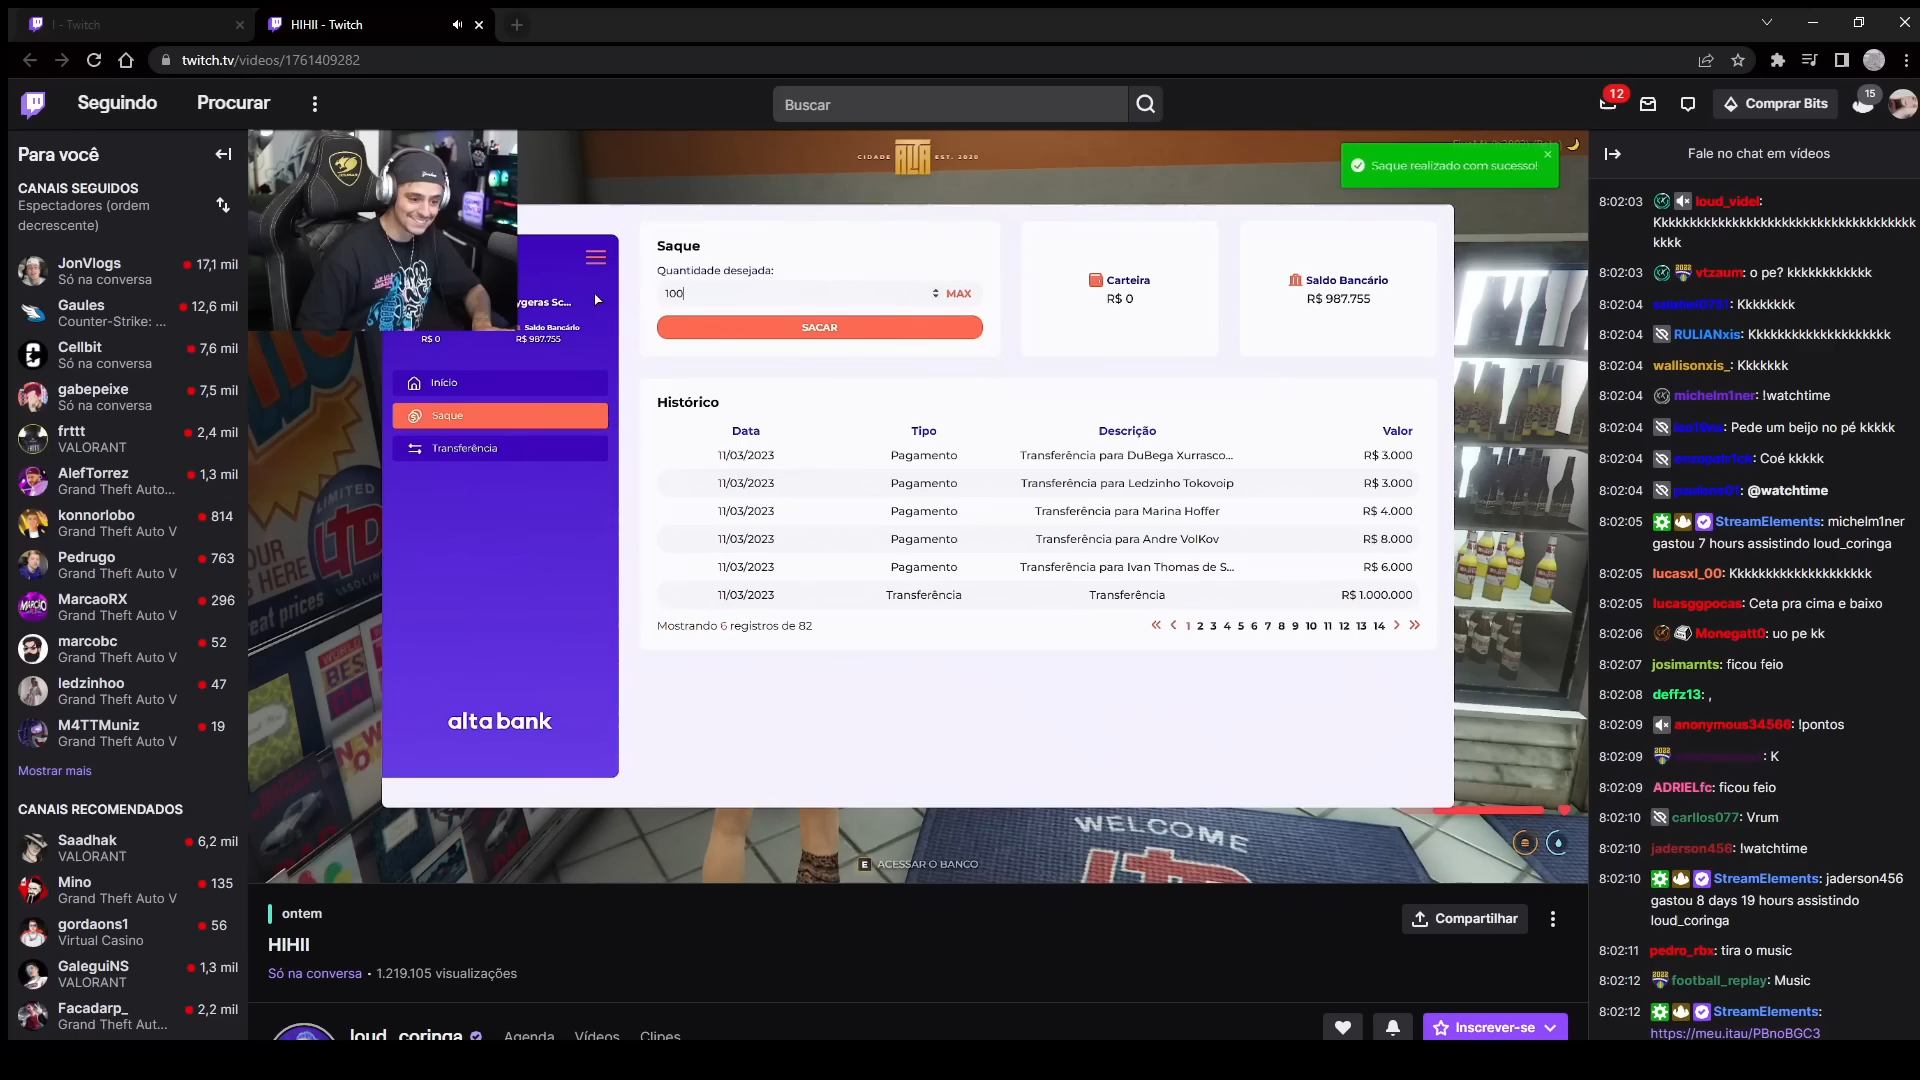 I - Twitch
HIHII - Twitch
twitch.tv/videos/1761409282
Seguindo
Procurar
Buscar
12
Comprar Bits
15
Para você
CANAIS SEGUIDOS
Espectadores (ordem
decrescente)
JonVlogs 17,1 mil
Só na conversa
Gaules 12,6 mil
Counter-Strike: ...
Cellbit 7,6 mil
Só na conversa
gabepeixe 7,5 mil
Só na conversa
frttt 2,4 mil
VALORANT
AlefTorrez 1,3 mil
Grand Theft Auto...
konnorlobo 814
Grand Theft Auto V
Pedrugo 763
Grand Theft Auto V
MarcaoRX 296
Grand Theft Auto V
marcobc 52
Grand Theft Auto V
ledzinhoo 47
Grand Theft Auto V
M4TTMuniz 19
Grand Theft Auto V
Mostrar mais
CANAIS RECOMENDADOS
Saadhak 6,2 mil
VALORANT
Mino 135
Grand Theft Auto V
gordaons1 56
Virtual Casino
GaleguiNS 1,3 mil
VALORANT
Facadarp_ 2,2 mil
Grand Theft Aut...
CIDADE ALTA EST. 2020
Saque realizado com sucesso!
ygeras Sc...
Saldo Bancário
R$ 0
R$ 987.755
Início
Saque
Transferência
alta bank
Saque
Quantidade desejada:
100
MAX
SACAR
Carteira
R$ 0
Saldo Bancário
R$ 987.755
Histórico
Data Tipo Descrição Valor
11/03/2023 Pagamento Transferência para DuBega Xurrasco... R$ 3.000
11/03/2023 Pagamento Transferência para Ledzinho Tokovoip R$ 3.000
11/03/2023 Pagamento Transferência para Marina Hoffer R$ 4.000
11/03/2023 Pagamento Transferência para Andre VolKov R$ 8.000
11/03/2023 Pagamento Transferência para Ivan Thomas de S... R$ 6.000
11/03/2023 Transferência Transferência R$ 1.000.000
Mostrando 6 registros de 82
« ‹ 1 2 3 4 5 6 7 8 9 10 11 12 13 14 › »
LIMITED
LTD
WELCOME
LTD
E ACESSAR O BANCO
ontem
HIHII
Só na conversa • 1.219.105 visualizações
Compartilhar
loud_coringa
Agenda
Vídeos
Clipes
Inscrever-se
Fale no chat em vídeos
8:02:03 loud_videl:
Kkkkkkkkkkkkkkkkkkkkkkkkkkkkkkkkkkkk
kkkk
8:02:03 vtzaum: o pe? kkkkkkkkkkk
8:02:04 Kkkkkkkk
8:02:04 RULIANxis: Kkkkkkkkkkkkkkkkkkk
8:02:04 wallisonxis_: Kkkkkkk
8:02:04 michelm1ner: !watchtime
8:02:04 Pede um beijo no pé kkkkk
8:02:04 Coé kkkkk
8:02:04 @watchtime
8:02:05 StreamElements: michelm1ner
gastou 7 hours assistindo loud_coringa
8:02:05 lucasxl_00: Kkkkkkkkkkkkkkkkkkk
8:02:05 lucasggpocas: Ceta pra cima e baixo
8:02:06 Monegatt0: uo pe kk
8:02:07 josimarnts: ficou feio
8:02:08 deffz13: ,
8:02:09 anonymous34566: !pontos
8:02:09 : K
8:02:09 ADRIELfc: ficou feio
8:02:10 carllos077: Vrum
8:02:10 jaderson456: !watchtime
8:02:10 StreamElements: jaderson456
gastou 8 days 19 hours assistindo
loud_coringa
8:02:11 pedro_rbx: tira o music
8:02:12 football_replay: Music
8:02:12 StreamElements:
https://meu.itau/PBnoBGC3